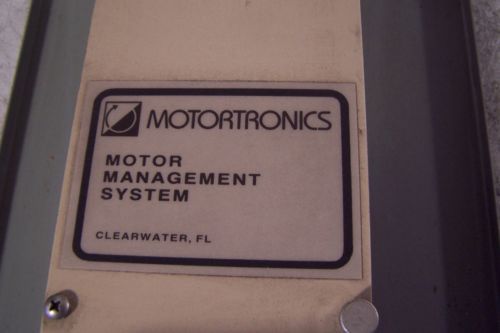 MOTORTRONICS
MOTOR
MANAGEMENT
SYSTEM
CLEARWATER, FL